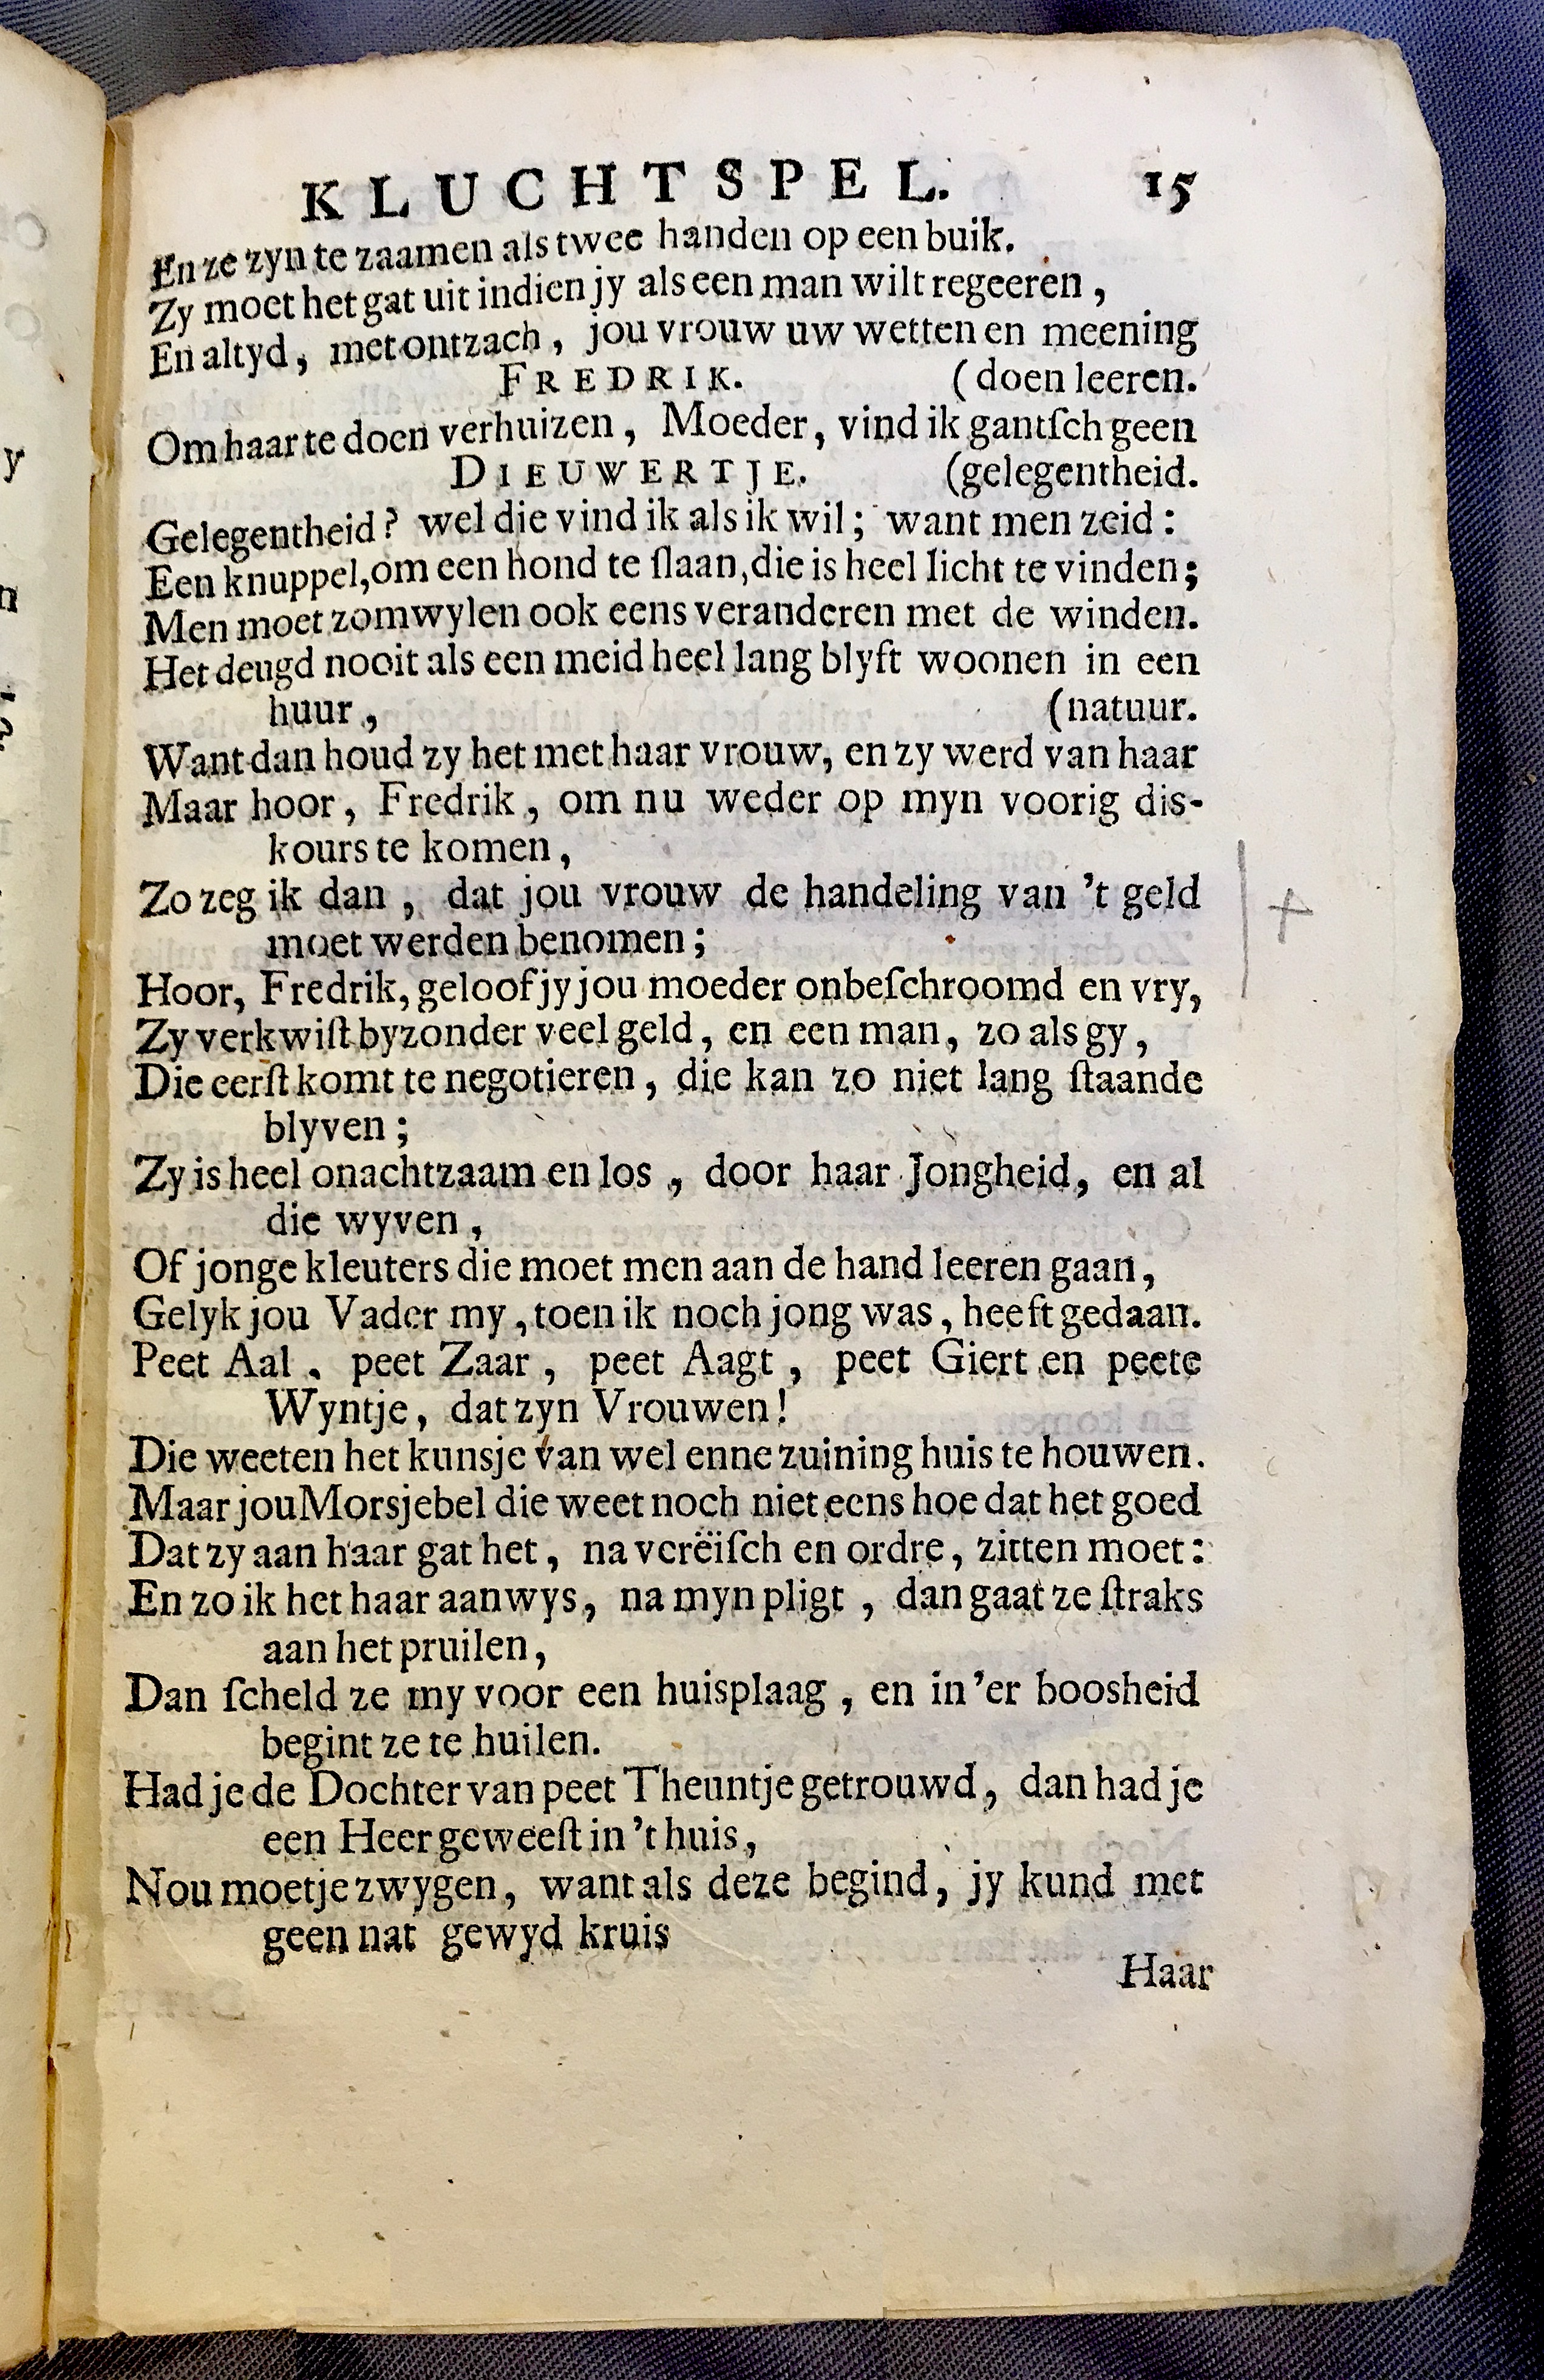 KLUCHTSPEL. 15
En ze zyn te zaamen als twee handen op een buik.
Zy moet het gat uit indien jy als een man wilt regeeren,
En altyd, met ontzach, jou vrouw uw wetten en meening
FREDRIK. (doen leeren.
Om haar te doen verhuizen, Moeder, vind ik gantſch geen
DIEUWERTJE. (gelegentheid.
Gelegentheid? wel die vind ik als ik wil; want men zeid:
Een knuppel, om een hond te ſlaan, die is heel licht te vinden;
Men moet zomwylen ook eens veranderen met de winden.
Het deugd nooit als een meid heel lang blyft woonen in een
huur, (natuur.
Want dan houd zy het met haar vrouw, en zy werd van haar
Maar hoor, Fredrik, om nu weder op myn voorig dis-
kours te komen,
Zo zeg ik dan, dat jou vrouw de handeling van 't geld
moet werden benomen;
Hoor, Fredrik, geloof jy jou moeder onbeſchroomd en vry,
Zy verkwiſt byzonder veel geld, en een man, zo als gy,
Die eerſt komt te negotieren, die kan zo niet lang ſtaande
blyven;
Zy is heel onachtzaam en los, door haar Jongheid, en al
die wyven,
Of jonge kleuters die moet men aan de hand leeren gaan,
Gelyk jou Vader my, toen ik noch jong was, heeft gedaan.
Peet Aal, peet Zaar, peet Aagt, peet Giert en peete
Wyntje, dat zyn Vrouwen!
Die weeten het kunsje van wel enne zuining huis te houwen.
Maar jou Morsjebel die weet noch niet eens hoe dat het goed
Dat zy aan haar gat het, na verëiſch en ordre, zitten moet:
En zo ik het haar aanwys, na myn pligt, dan gaat ze ſtraks
aan het pruilen,
Dan ſcheld ze my voor een huisplaag, en in 'er boosheid
begint ze te huilen.
Had je de Dochter van peet Theuntje getrouwd, dan had je
een Heer geweeſt in 't huis,
Nou moetje zwygen, want als deze begind, jy kund met
geen nat gewyd kruis
Haar